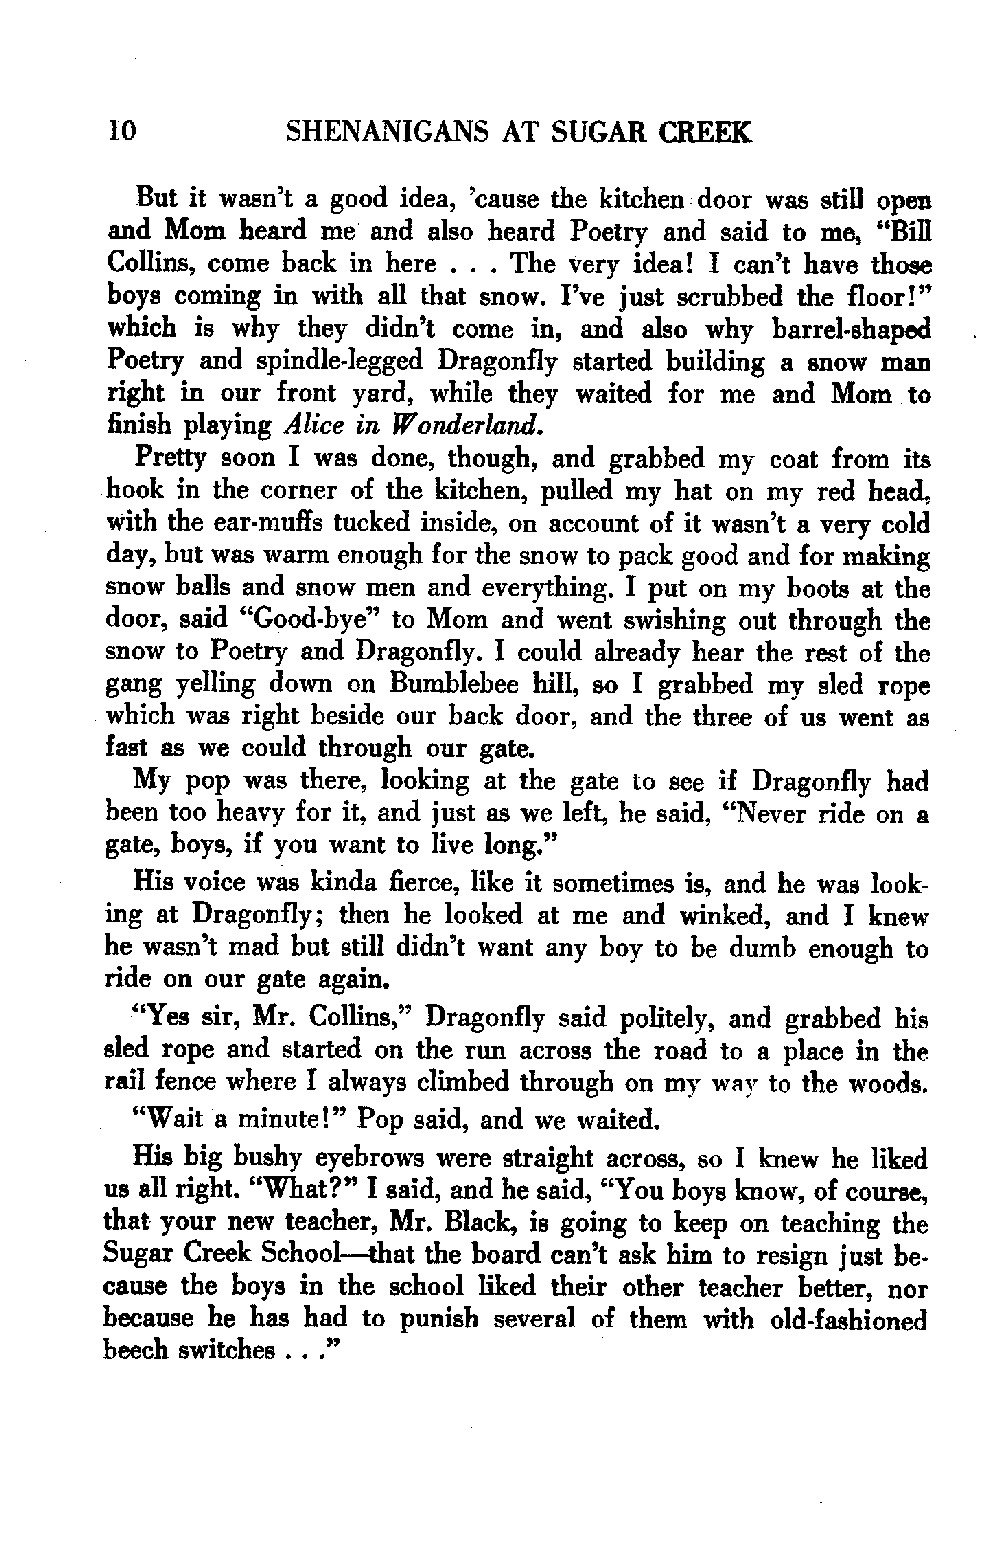 10 SHENANIGANS AT SUGAR CREEK
But it wasn't a good idea, 'cause the kitchen door was still open
and Mom heard me and also heard Poetry and said to me, "Bill
Collins, come back in here . . . The very idea! I can't have those
boys coming in with all that snow. I've just scrubbed the floor!"
which is why they didn't come in, and also why barrel-shaped
Poetry and spindle-legged Dragonfly started building a snow man
right in our front yard, while they waited for me and Mom to
finish playing Alice in Wonderland.
Pretty soon I was done, though, and grabbed my coat from its
hook in the corner of the kitchen, pulled my hat on my red head,
with the ear-muffs tucked inside, on account of it wasn't a very cold
day, but was warm enough for the snow to pack good and for making
snow balls and snow men and everything. I put on my boots at the
door, said "Good-bye" to Mom and went swishing out through the
snow to Poetry and Dragonfly. I could already hear the rest of the
gang yelling down on Bumblebee hill, so I grabbed my sled rope
which was right beside our back door, and the three of us went as
fast as we could through our gate.
My pop was there, looking at the gate to see if Dragonfly had
been too heavy for it, and just as we left, he said, "Never ride on a
gate, boys, if you want to live long."
His voice was kinda fierce, like it sometimes is, and he was look-
ing at Dragonfly; then he looked at me and winked, and I knew
he wasn't mad but still didn't want any boy to be dumb enough to
ride on our gate again.
"Yes sir, Mr. Collins," Dragonfly said politely, and grabbed his
sled rope and started on the run across the road to a place in the
rail fence where I always climbed through on my way to the woods.
"Wait a minute!" Pop said, and we waited.
His big bushy eyebrows were straight across, so I knew he liked
us all right. "What?" I said, and he said, "You boys know, of course,
that your new teacher, Mr. Black, is going to keep on teaching the
Sugar Creek School—that the board can't ask him to resign just be-
cause the boys in the school liked their other teacher better, nor
because he has had to punish several of them with old-fashioned
beech switches . . ."